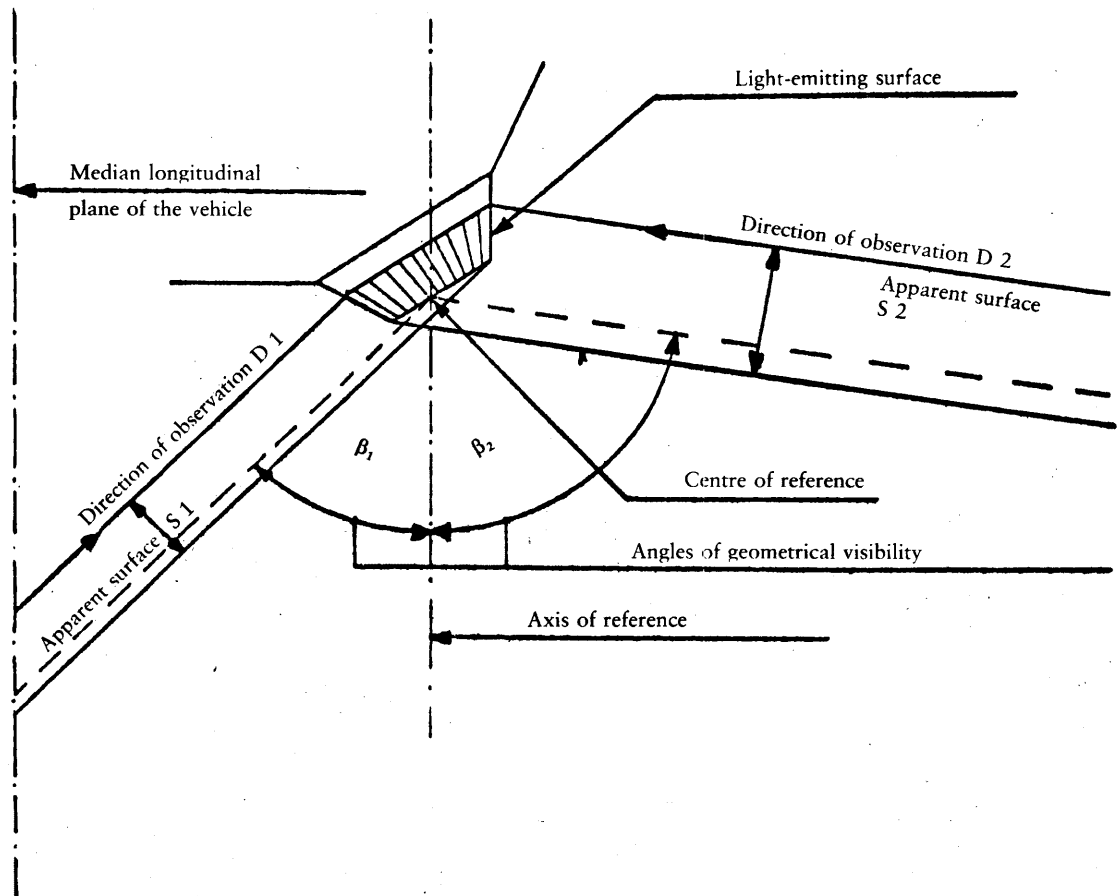 Light-emitting surface
Median longitudinal
plane of the vehicle
Direction of observation D 2
Apparent surface
S 2
Direction of observation D 1
β1
β2
S 1
Apparent surface
Centre of reference
Angles of geometrical visibility
Axis of reference